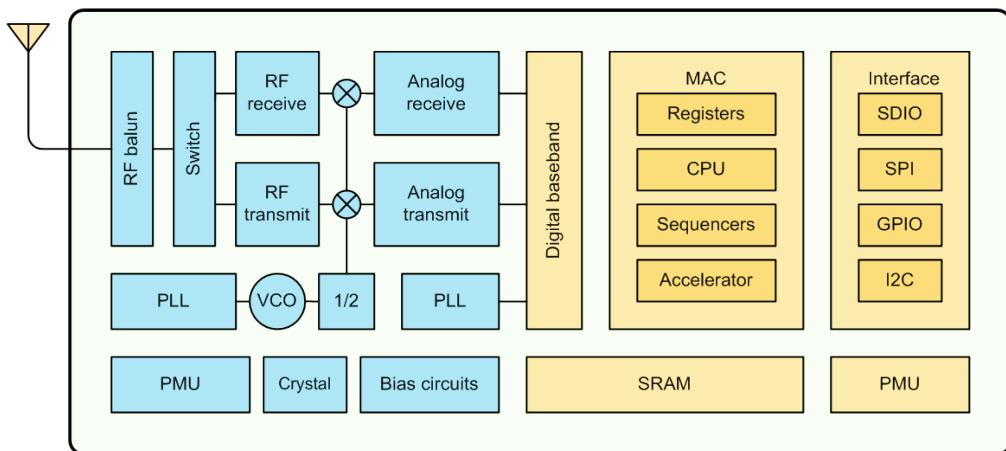 RF balun
Switch
RF
receive
Analog
receive
RF
transmit
Analog
transmit
PLL
VCO
1/2
PLL
Digital baseband
MAC
Registers
CPU
Sequencers
Accelerator
Interface
SDIO
SPI
GPIO
I2C
PMU
Crystal
Bias circuits
SRAM
PMU